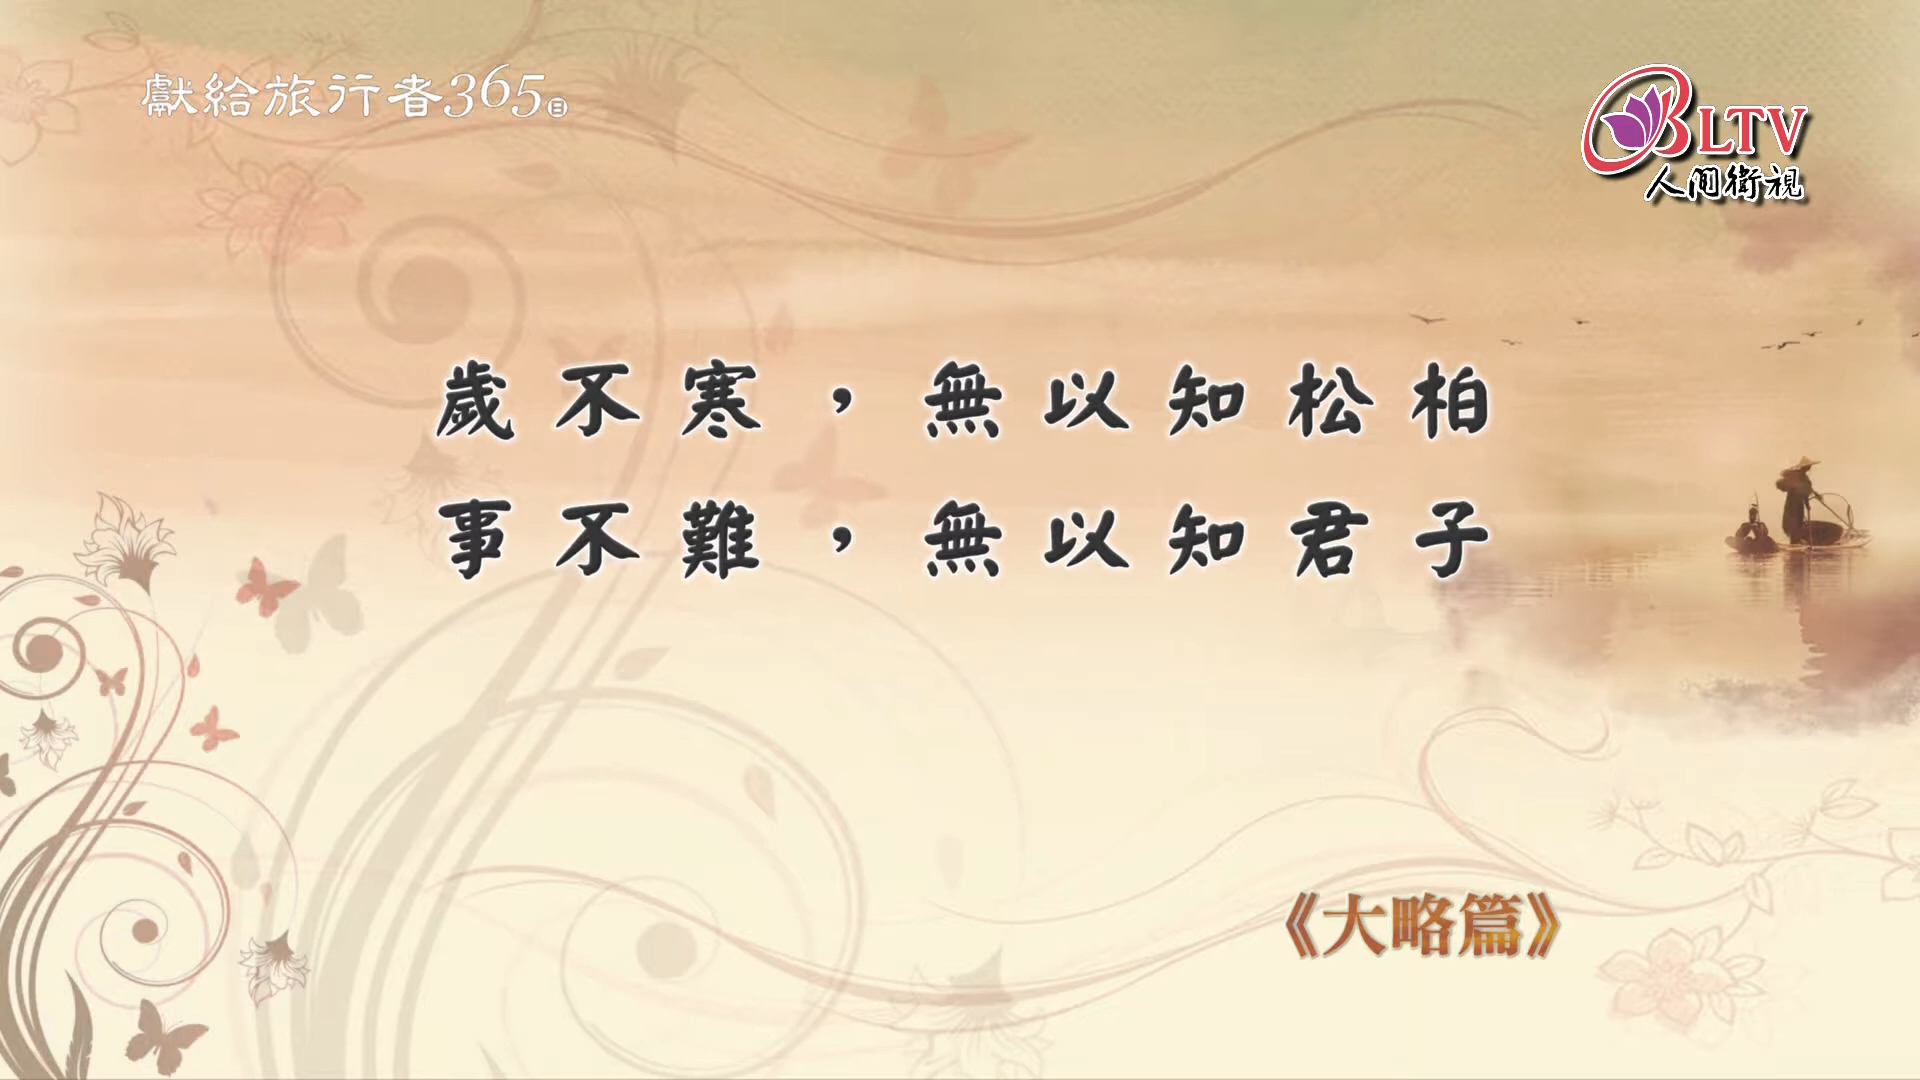 獻給旅行者365日
BLTV
人間衛視
歲不寒，無以知松柏
事不難，無以知君子
《大略篇》